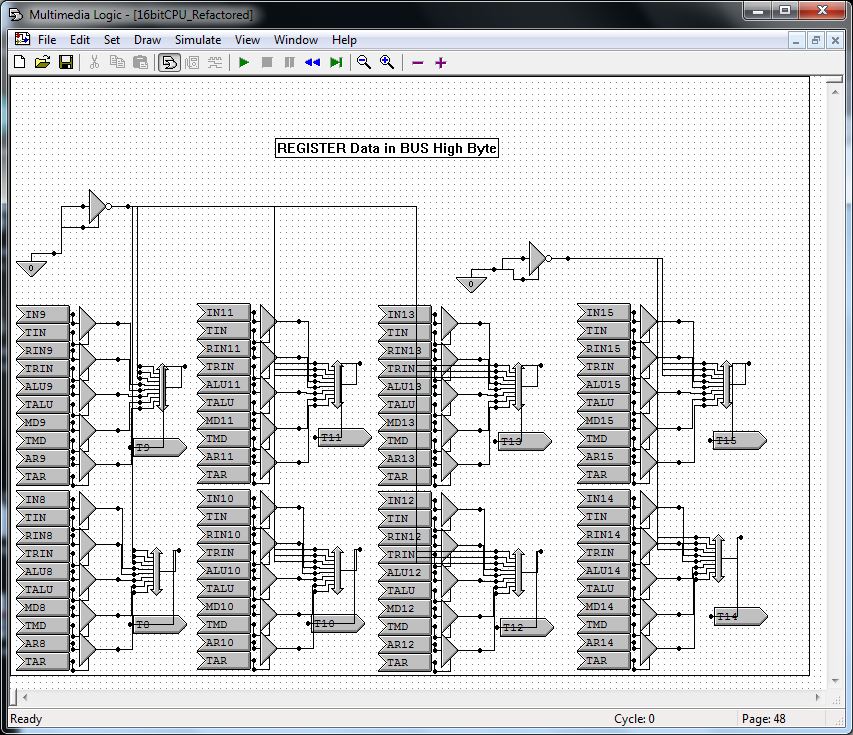 Multimedia Logic - [16bitCPU_Refactored]
File Edit Set Draw Simulate View Window Help
REGISTER Data in BUS High Byte
0
0
IN9
TIN
RIN9
TRIN
ALU9
TALU
MD9
TMD
AR9
TAR
T9
IN11
TIN
RIN11
TRIN
ALU11
TALU
MD11
TMD
AR11
TAR
T11
IN13
TIN
RIN13
TRIN
ALU13
TALU
MD13
TMD
AR13
TAR
T13
IN15
TIN
RIN15
TRIN
ALU15
TALU
MD15
TMD
AR15
TAR
T15
IN8
TIN
RIN8
TRIN
ALU8
TALU
MD8
TMD
AR8
TAR
T8
IN10
TIN
RIN10
TRIN
ALU10
TALU
MD10
TMD
AR10
TAR
T10
IN12
TIN
RIN12
TRIN
ALU12
TALU
MD12
TMD
AR12
TAR
T12
IN14
TIN
RIN14
TRIN
ALU14
TALU
MD14
TMD
AR14
TAR
T14
Ready Cycle: 0 Page: 48